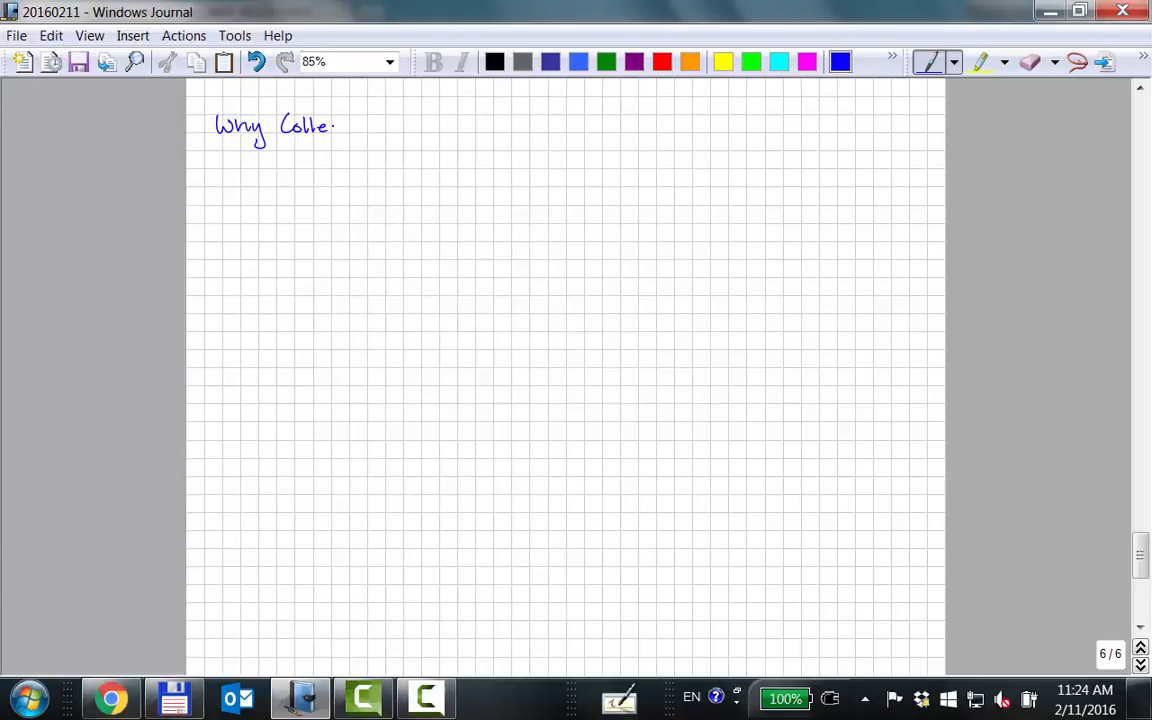 20160211 - Windows Journal
File Edit View Insert Actions Tools Help
85% B I »
Why Colle
6 / 6
EN 100% 11:24 AM
2/11/2016